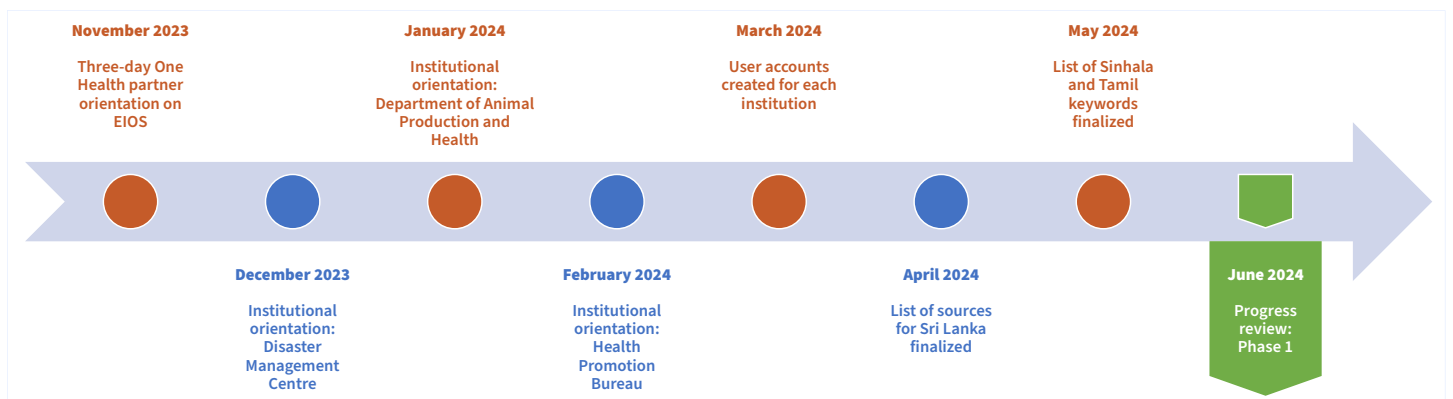 November 2023
Three-day One
Health partner
orientation on
EIOS
January 2024
Institutional
orientation:
Department of Animal
Production and
Health
March 2024
User accounts
created for each
institution
May 2024
List of Sinhala
and Tamil
keywords
finalized
December 2023
Institutional
orientation:
Disaster
Management
Centre
February 2024
Institutional
orientation:
Health
Promotion
Bureau
April 2024
List of sources
for Sri Lanka
finalized
June 2024
Progress
review:
Phase 1